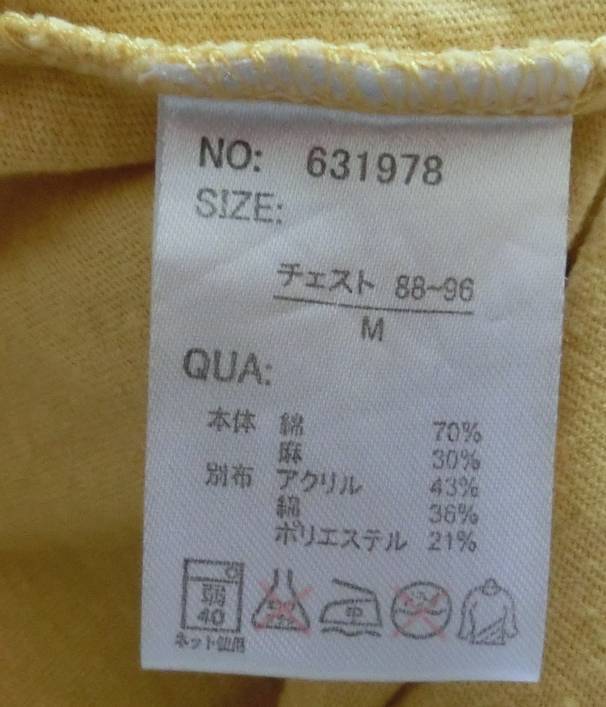 NO: 631978
SIZE:
チェスト 88~96
M
QUA:
本体 綿 70%
麻 30%
別布 アクリル 43%
綿 36%
ポリエステル 21%
弱
40
中
ネット使用